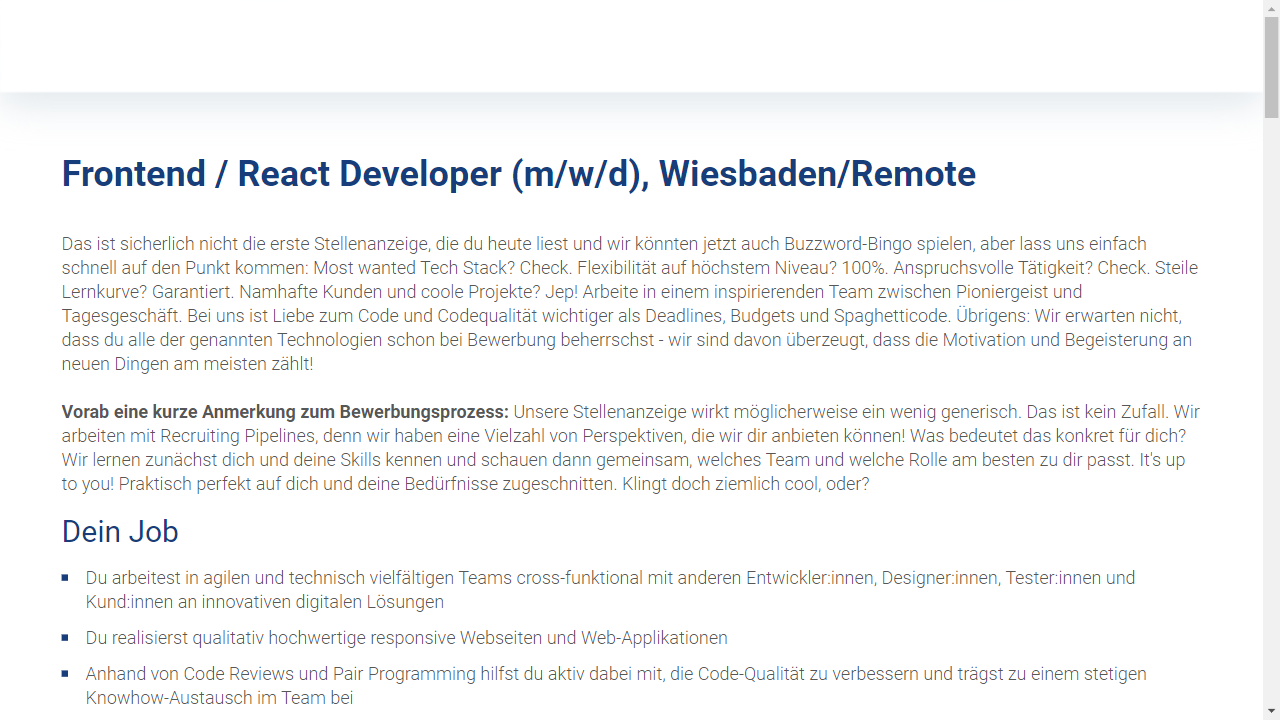 Frontend / React Developer (m/w/d), Wiesbaden/Remote
Das ist sicherlich nicht die erste Stellenanzeige, die du heute liest und wir könnten jetzt auch Buzzword-Bingo spielen, aber lass uns einfach
schnell auf den Punkt kommen: Most wanted Tech Stack? Check. Flexibilität auf höchstem Niveau? 100%. Anspruchsvolle Tätigkeit? Check. Steile
Lernkurve? Garantiert. Namhafte Kunden und coole Projekte? Jep! Arbeite in einem inspirierenden Team zwischen Pioniergeist und
Tagesgeschäft. Bei uns ist Liebe zum Code und Codequalität wichtiger als Deadlines, Budgets und Spaghetticode. Übrigens: Wir erwarten nicht,
dass du alle der genannten Technologien schon bei Bewerbung beherrschst - wir sind davon überzeugt, dass die Motivation und Begeisterung an
neuen Dingen am meisten zählt!
Vorab eine kurze Anmerkung zum Bewerbungsprozess: Unsere Stellenanzeige wirkt möglicherweise ein wenig generisch. Das ist kein Zufall. Wir
arbeiten mit Recruiting Pipelines, denn wir haben eine Vielzahl von Perspektiven, die wir dir anbieten können! Was bedeutet das konkret für dich?
Wir lernen zunächst dich und deine Skills kennen und schauen dann gemeinsam, welches Team und welche Rolle am besten zu dir passt. It's up
to you! Praktisch perfekt auf dich und deine Bedürfnisse zugeschnitten. Klingt doch ziemlich cool, oder?
Dein Job
Du arbeitest in agilen und technisch vielfältigen Teams cross-funktional mit anderen Entwickler:innen, Designer:innen, Tester:innen und
Kund:innen an innovativen digitalen Lösungen
Du realisierst qualitativ hochwertige responsive Webseiten und Web-Applikationen
Anhand von Code Reviews und Pair Programming hilfst du aktiv dabei mit, die Code-Qualität zu verbessern und trägst zu einem stetigen
Knowhow-Austausch im Team bei